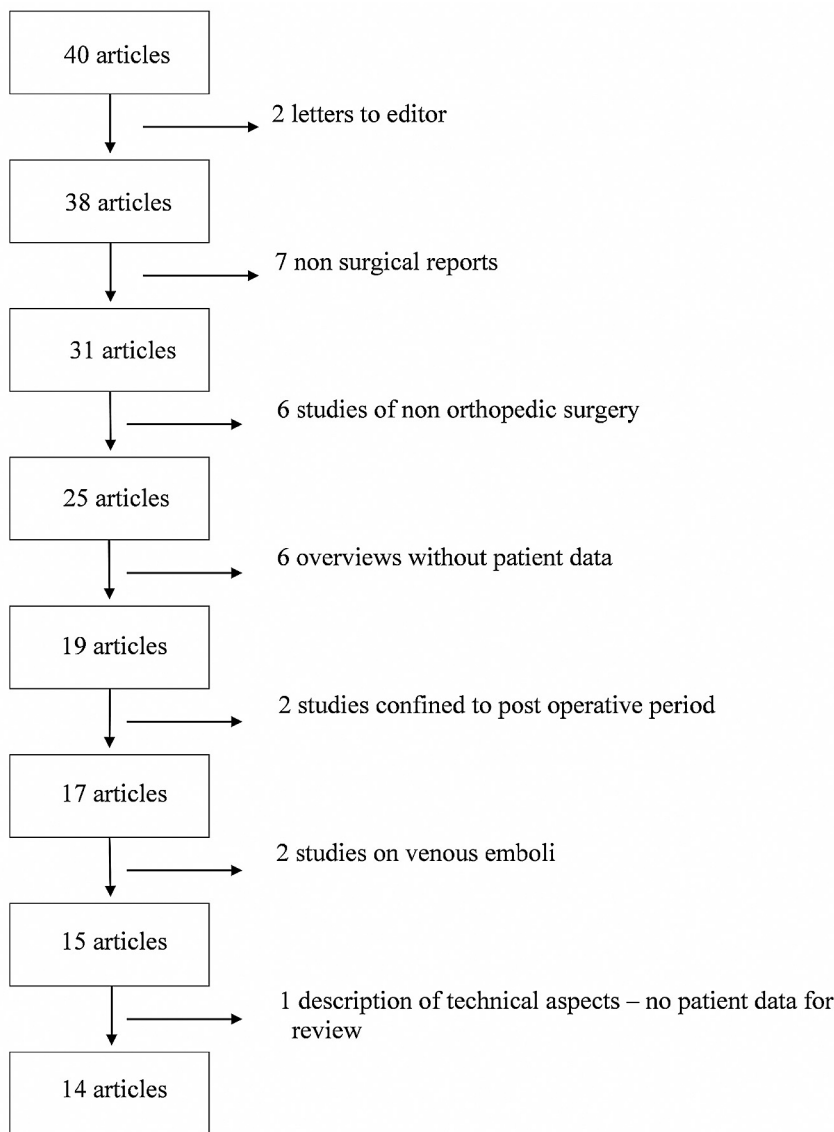 40 articles
2 letters to editor
38 articles
7 non surgical reports
31 articles
6 studies of non orthopedic surgery
25 articles
6 overviews without patient data
19 articles
2 studies confined to post operative period
17 articles
2 studies on venous emboli
15 articles
1 description of technical aspects – no patient data for
review
14 articles